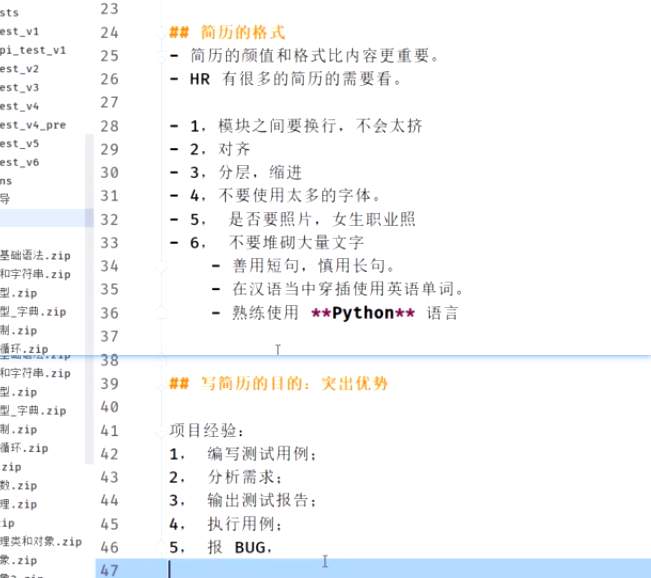 sts
est_v1
pi_test_v1
est_v2
est_v3
est_v4
est_v4_pre
est_v5
est_v6
ns
导
基础语法.zip
和字符串.zip
型.zip
型_字典.zip
制.zip
循环.zip
和字符串.zip
型.zip
型_字典.zip
制.zip
循环.zip
.zip
数.zip
理.zip
ip
理类和对象.zip
象.zip
23
24 ## 简历的格式
25 - 简历的颜值和格式比内容更重要。
26 - HR 有很多的简历的需要看。
27
28 - 1，模块之间要换行，不会太挤
29 - 2，对齐
30 - 3，分层，缩进
31 - 4，不要使用太多的字体。
32 - 5， 是否要照片，女生职业照
33 - 6， 不要堆砌大量文字
34 - 善用短句，慎用长句。
35 - 在汉语当中穿插使用英语单词。
36 - 熟练使用 **Python** 语言
37
38
39 ## 写简历的目的：突出优势
40
41 项目经验：
42 1， 编写测试用例；
43 2， 分析需求；
44 3， 输出测试报告；
45 4， 执行用例；
46 5， 报 BUG，
47